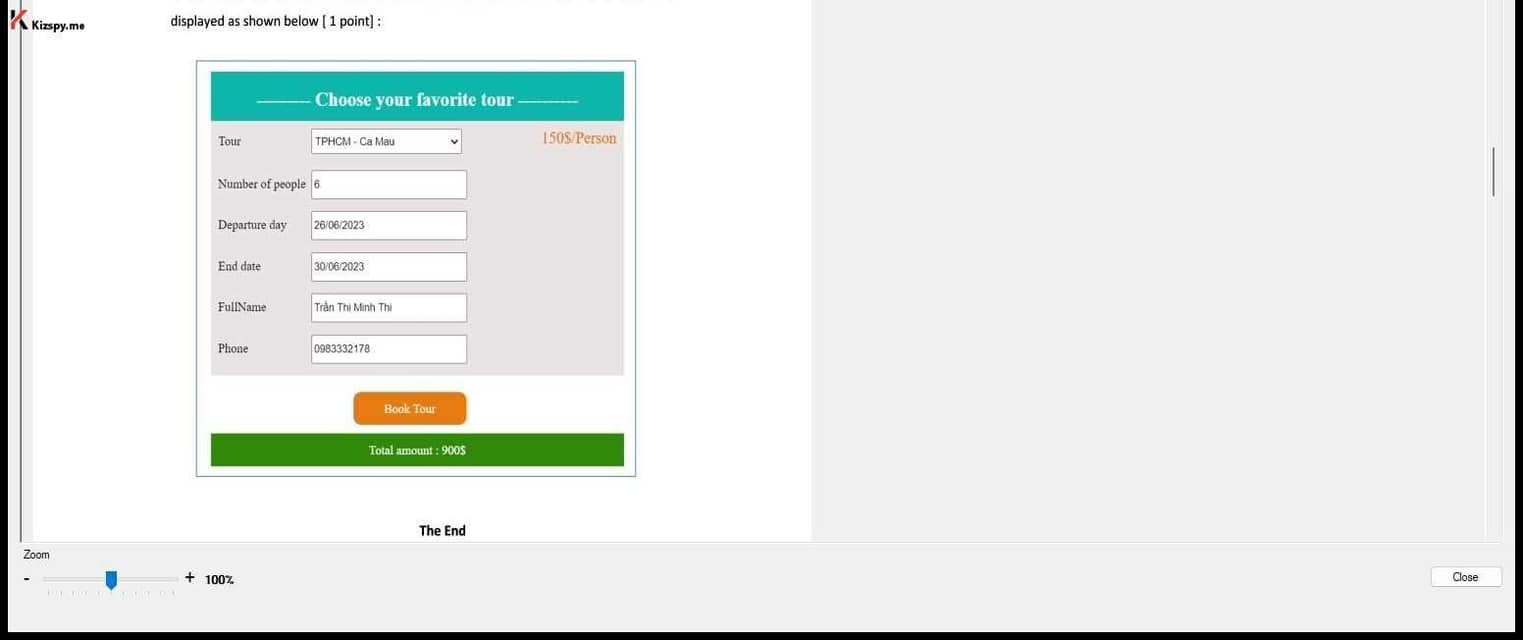 Kizspy.me
displayed as shown below [ 1 point] :
---------- Choose your favorite tour -----------
Tour
TPHCM - Ca Mau
150$/Person
Number of people
6
Departure day
26/06/2023
End date
30/06/2023
FullName
Trần Thị Minh Thi
Phone
0983332178
Book Tour
Total amount : 900$
The End
Zoom
- + 100%
Close